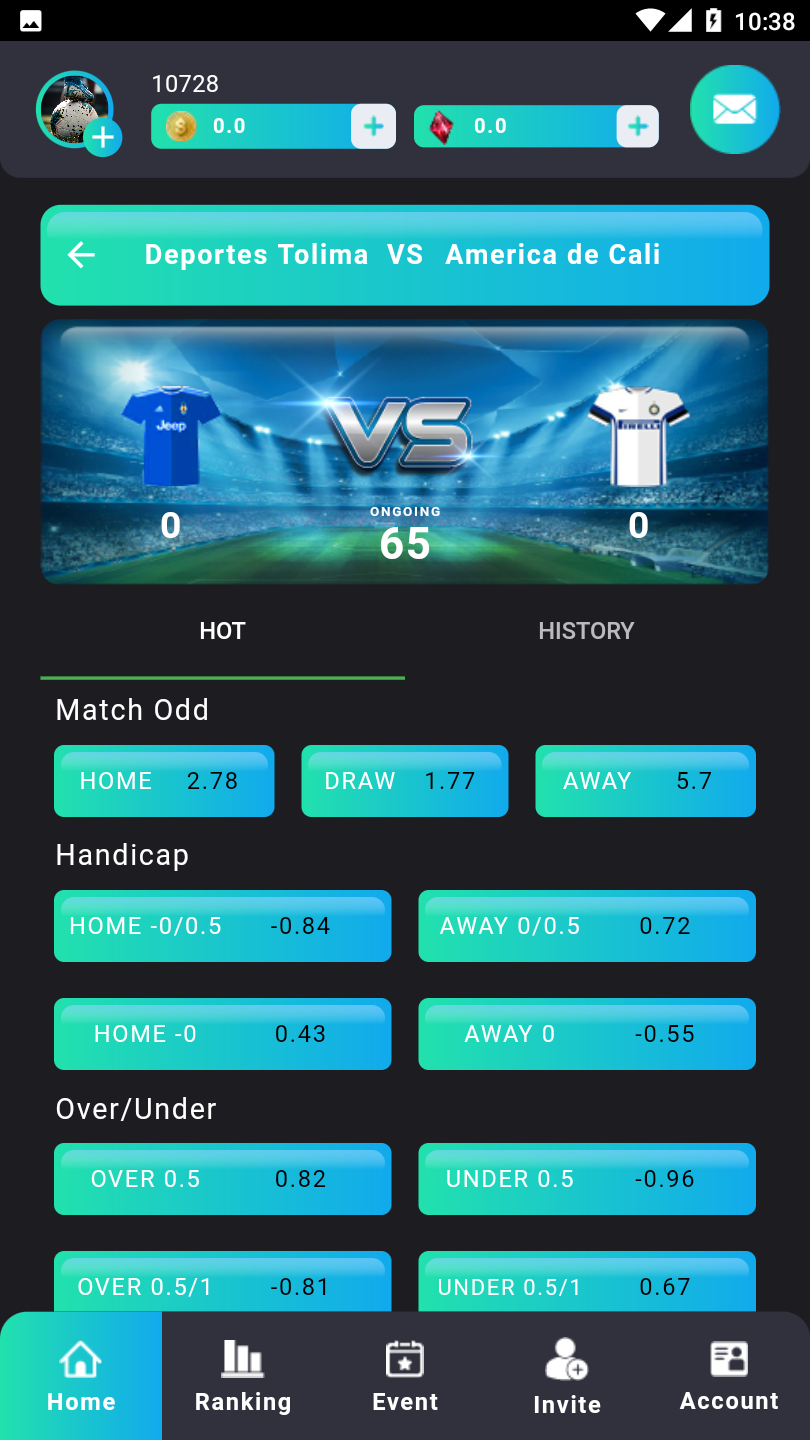 10:38
10728
0.0
0.0
Deportes Tolima VS America de Cali
Jeep
VS
PIRELLI
0
ONGOING
65
0
HOT
HISTORY
Match Odd
HOME 2.78
DRAW 1.77
AWAY 5.7
Handicap
HOME -0/0.5 -0.84
AWAY 0/0.5 0.72
HOME -0 0.43
AWAY 0 -0.55
Over/Under
OVER 0.5 0.82
UNDER 0.5 -0.96
OVER 0.5/1 -0.81
UNDER 0.5/1 0.67
Home
Ranking
Event
Invite
Account